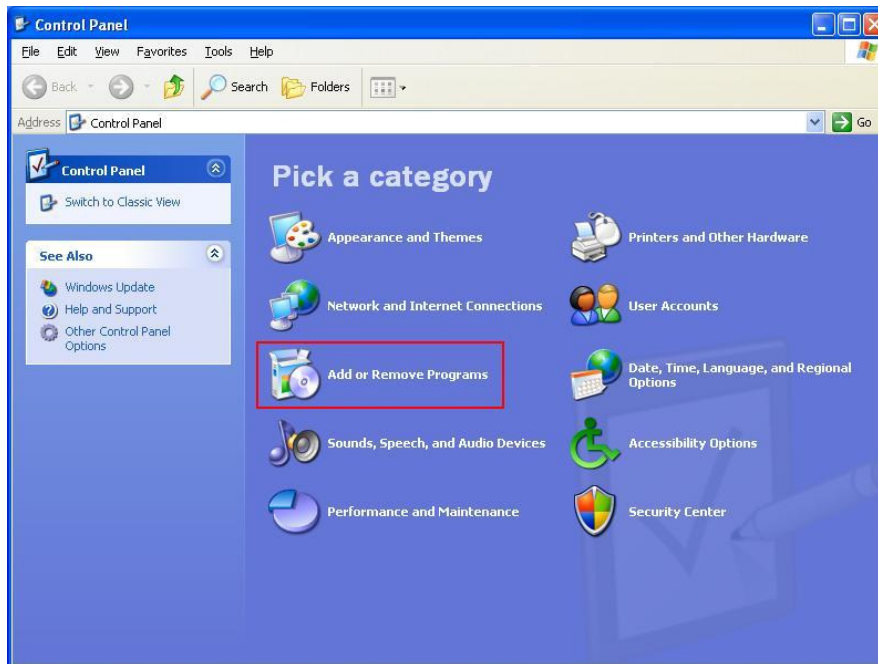 Control Panel
File Edit View Favorites Tools Help
Back Search Folders
Address Control Panel Go
Control Panel
Switch to Classic View
See Also
Windows Update
Help and Support
Other Control Panel
Options
Pick a category
Appearance and Themes
Printers and Other Hardware
Network and Internet Connections
User Accounts
Add or Remove Programs
Date, Time, Language, and Regional
Options
Sounds, Speech, and Audio Devices
Accessibility Options
Performance and Maintenance
Security Center